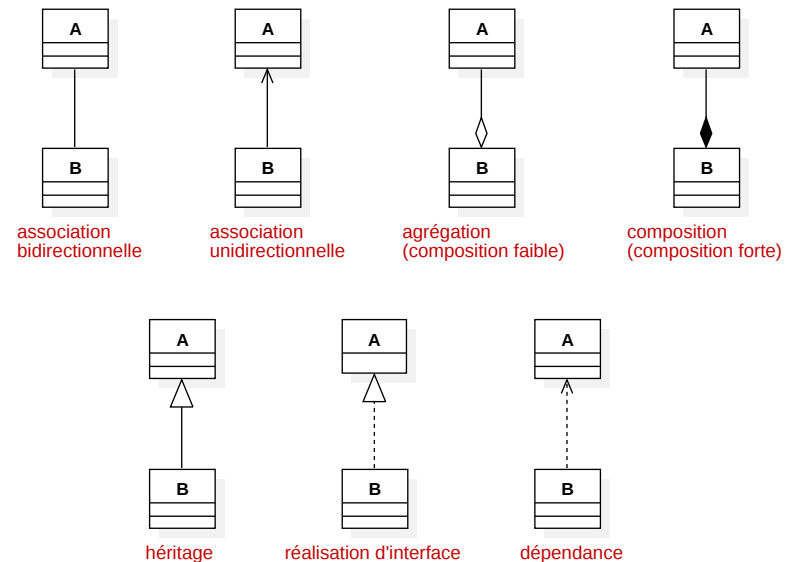 A A A A
B B B B
association association agrégation composition
bidirectionnelle unidirectionnelle (composition faible) (composition forte)
A A A
B B B
héritage réalisation d'interface dépendance